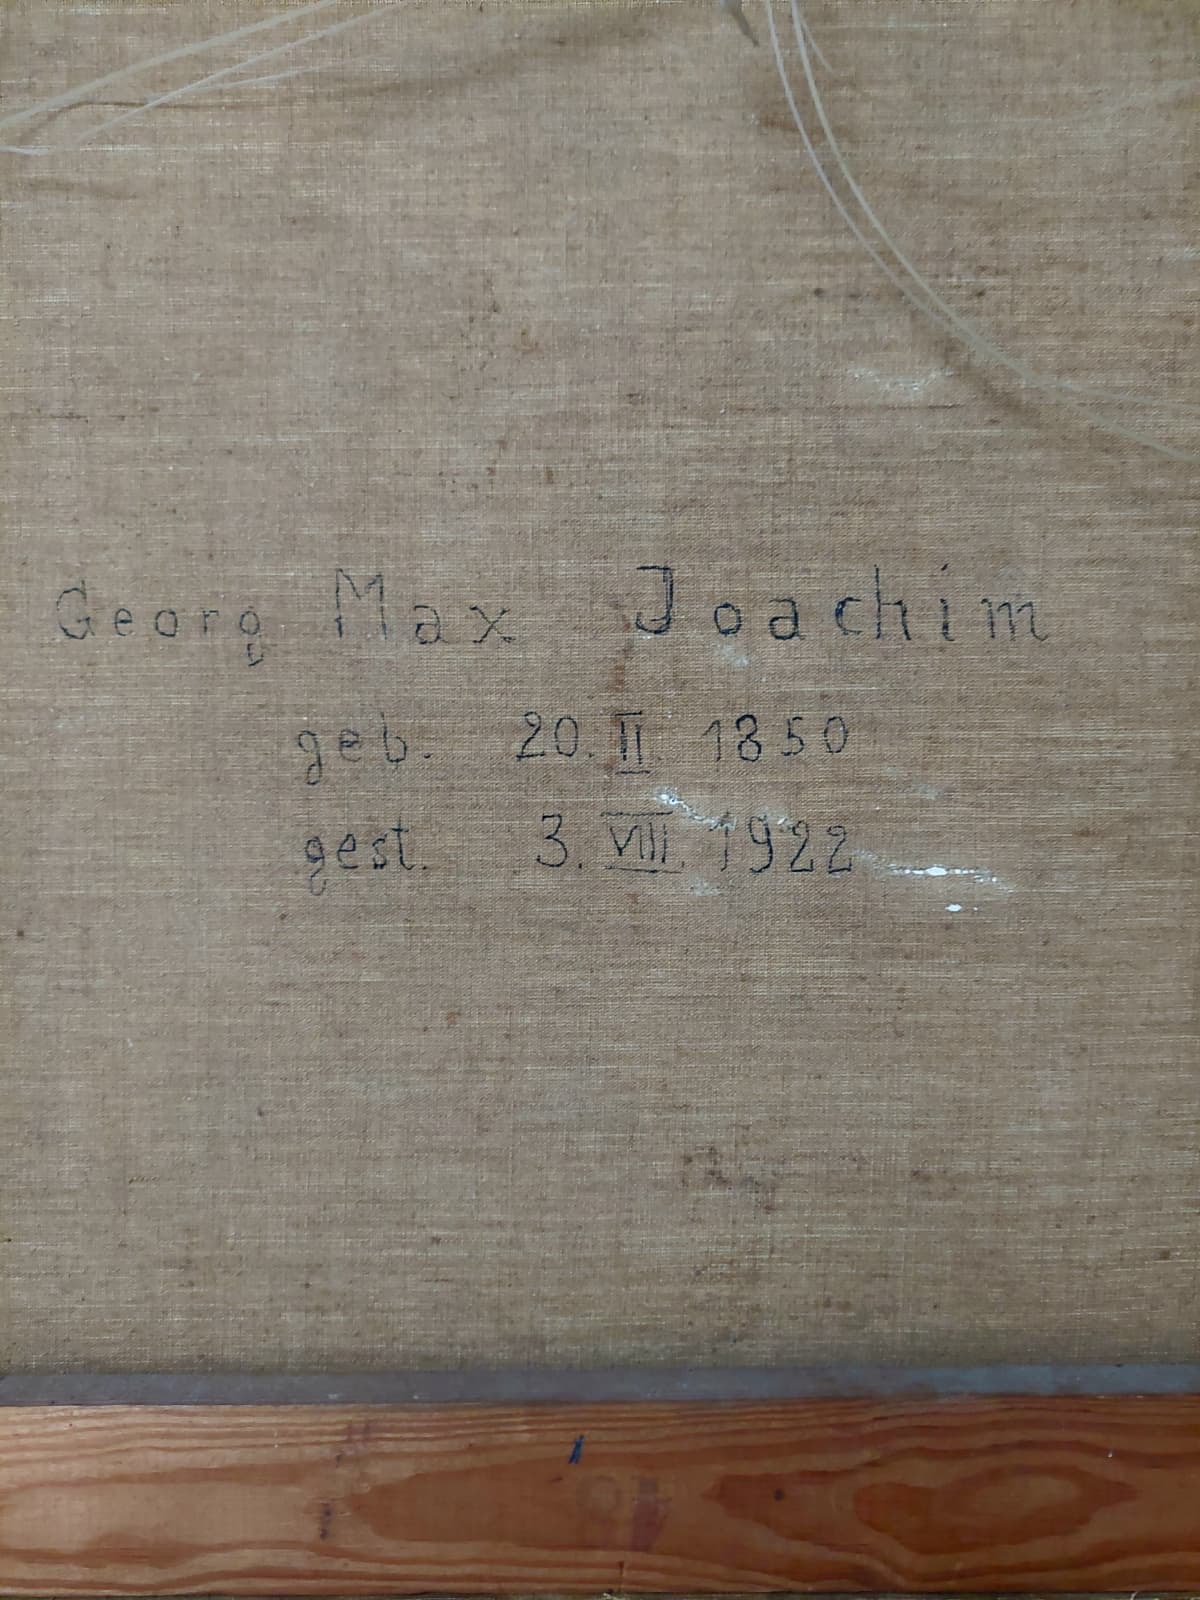 Georg Max Joachim
geb. 20. II. 1850
gest. 3. VIII. 1922